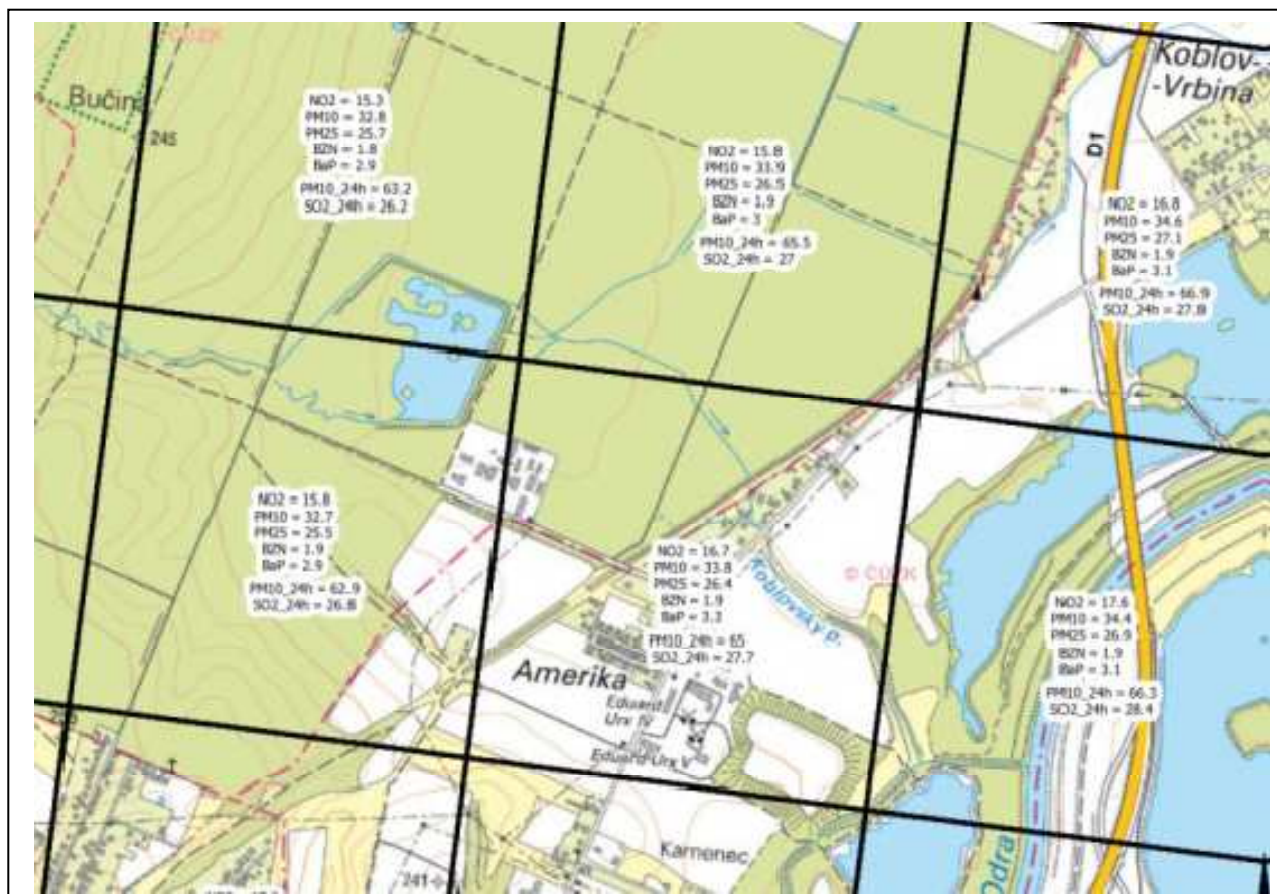 © ČÚZK
Bučina
245
NO2 = 15.3
PM10 = 32.8
PM25 = 25.7
BZN = 1.8
BaP = 2.9
PM10_24h = 63.2
SO2_24h = 26.2
NO2 = 15.8
PM10 = 33.9
PM25 = 26.5
BZN = 1.9
BaP = 3
PM10_24h = 65.5
SO2_24h = 27
Koblov-
-Vrbina
D1
NO2 = 16.8
PM10 = 34.6
PM25 = 27.1
BZN = 1.9
BaP = 3.1
PM10_24h = 66.9
SO2_24h = 27.8
NO2 = 15.8
PM10 = 32.7
PM25 = 25.5
BZN = 1.9
BaP = 2.9
PM10_24h = 62.9
SO2_24h = 26.8
NO2 = 16.7
PM10 = 33.8
PM25 = 26.4
BZN = 1.9
PM10_24h = 65
SO2_24h = 27.7
Koblovský p.
© ČÚZK
NO2 = 17.6
PM10 = 34.4
PM25 = 26.9
BZN = 1.9
BaP = 3.1
PM10_24h = 66.3
SO2_24h = 28.4
Amerika
Eduard
Urx IV
Eduard Urx V
Kamenec
Odra
241